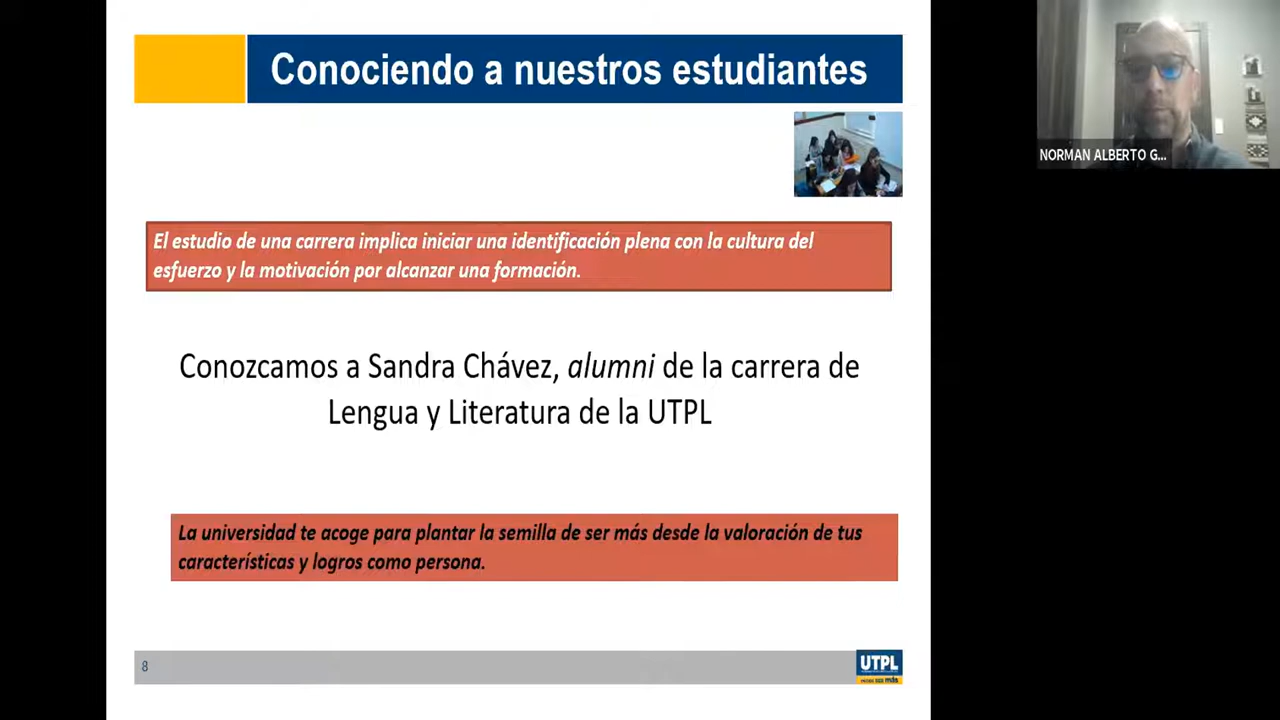 Conociendo a nuestros estudiantes
NORMAN ALBERTO G...
El estudio de una carrera implica iniciar una identificación plena con la cultura del
esfuerzo y la motivación por alcanzar una formación.
Conozcamos a Sandra Chávez, alumni de la carrera de
Lengua y Literatura de la UTPL
La universidad te acoge para plantar la semilla de ser más desde la valoración de tus
características y logros como persona.
8
UTPL